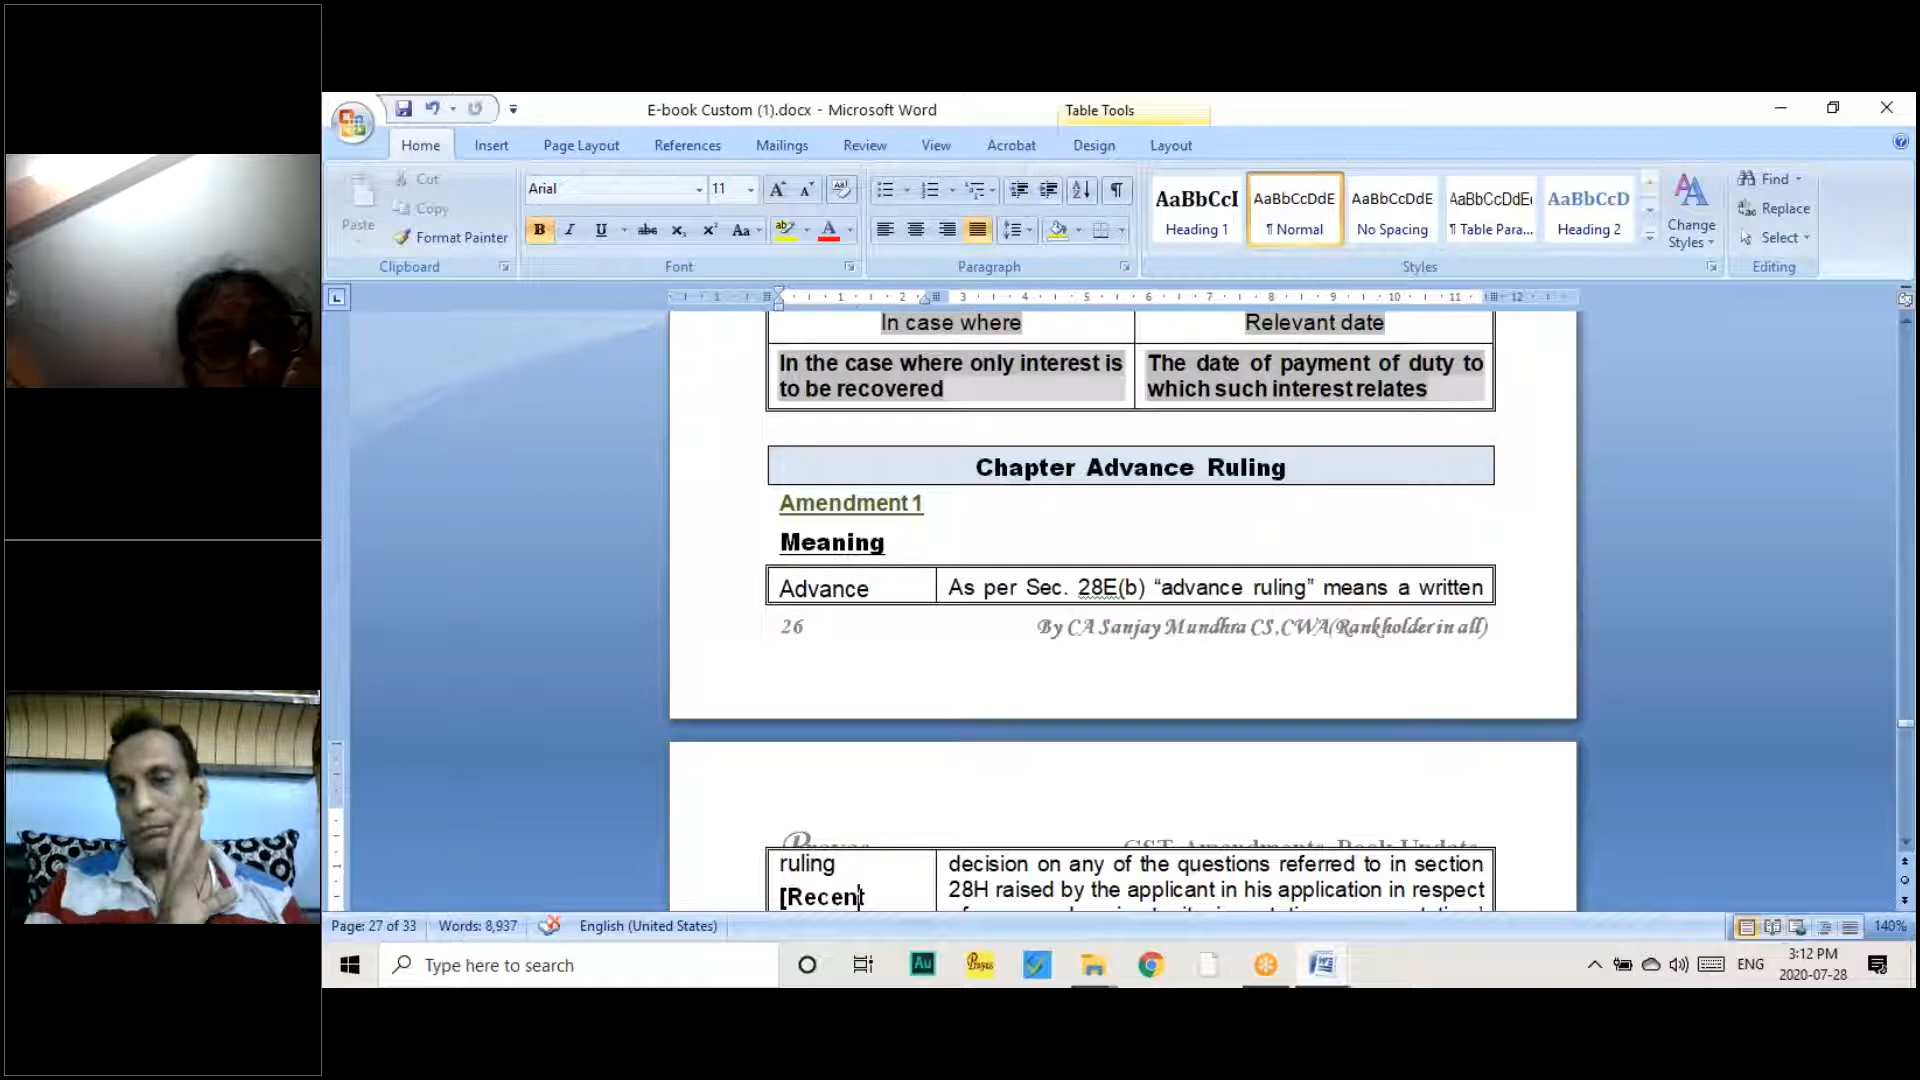 E-book Custom (1).docx - Microsoft Word
Table Tools
Home Insert Page Layout References Mailings Review View Acrobat Design Layout
Paste
Cut
Copy
Format Painter
Clipboard
Arial 11
B I U abc Aa
Font
Paragraph
AaBbCcI AaBbCcDdE AaBbCcDdE AaBbCcDdEe AaBbCcD
Heading 1 ¶ Normal No Spacing ¶ Table Para... Heading 2
Change Styles
Styles
Find
Replace
Select
Editing
In case where Relevant date
In the case where only interest is The date of payment of duty to
to be recovered which such interest relates
Chapter Advance Ruling
Amendment 1
Meaning
Advance As per Sec. 28E(b) “advance ruling” means a written
26 By CA Sanjay Mundhra CS,CWA(Rankholder in all)
ruling decision on any of the questions referred to in section
[Recent 28H raised by the applicant in his application in respect
Page: 27 of 33 Words: 8,937 English (United States) 140%
Type here to search
Au
Prayas
ENG
3:12 PM
2020-07-28